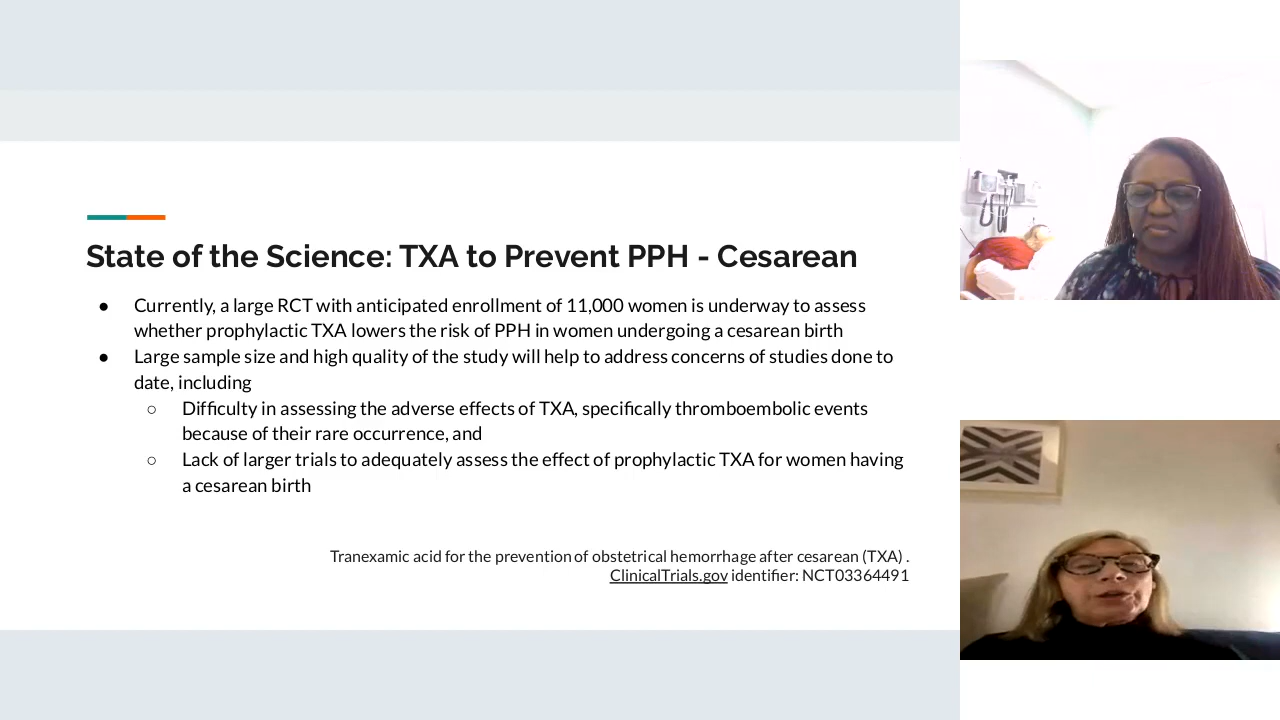 State of the Science: TXA to Prevent PPH - Cesarean
● Currently, a large RCT with anticipated enrollment of 11,000 women is underway to assess
whether prophylactic TXA lowers the risk of PPH in women undergoing a cesarean birth
● Large sample size and high quality of the study will help to address concerns of studies done to
date, including
○ Difficulty in assessing the adverse effects of TXA, specifically thromboembolic events
because of their rare occurrence, and
○ Lack of larger trials to adequately assess the effect of prophylactic TXA for women having
a cesarean birth
Tranexamic acid for the prevention of obstetrical hemorrhage after cesarean (TXA) .
ClinicalTrials.gov identifier: NCT03364491